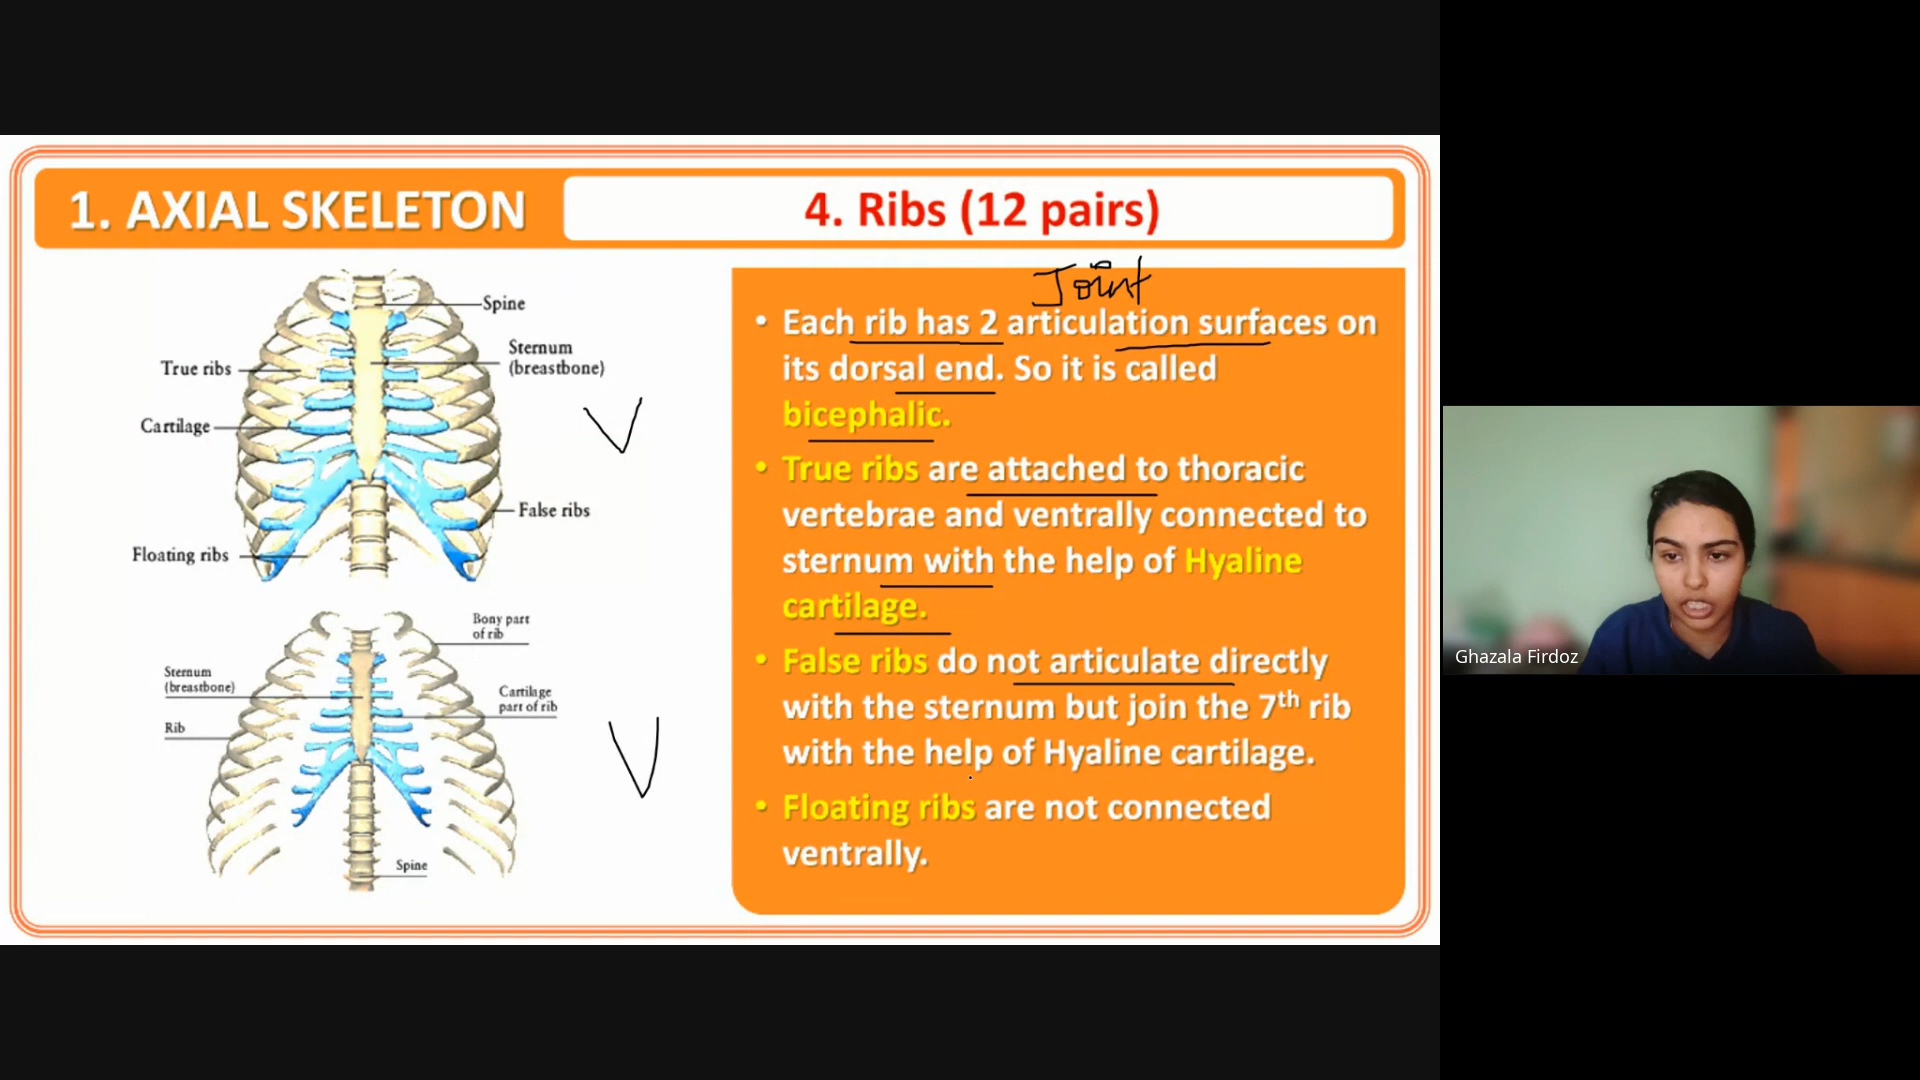 1. AXIAL SKELETON
4. Ribs (12 pairs)
Joint
• Each rib has 2 articulation surfaces on
its dorsal end. So it is called
bicephalic.
• True ribs are attached to thoracic
vertebrae and ventrally connected to
sternum with the help of Hyaline
cartilage.
• False ribs do not articulate directly
with the sternum but join the 7th rib
with the help of Hyaline cartilage.
• Floating ribs are not connected
ventrally.
Spine
Sternum
(breastbone)
True ribs
Cartilage
False ribs
Floating ribs
Bony part
of rib
Sternum
(breastbone)
Cartilage
part of rib
Rib
Spine
Ghazala Firdoz